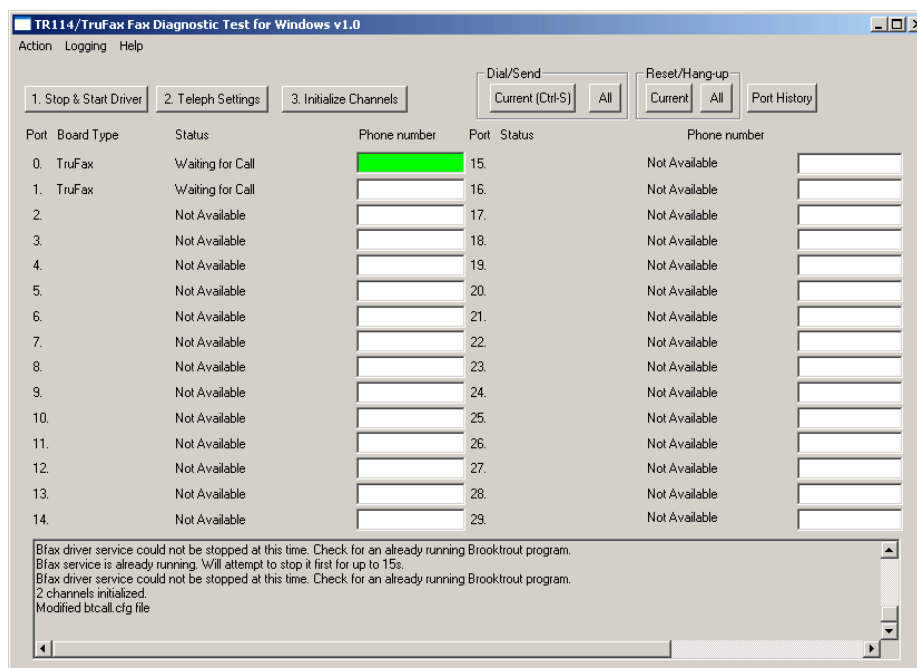 TR114/TruFax Fax Diagnostic Test for Windows v1.0
Action Logging Help
Dial/Send Reset/Hang-up
1. Stop & Start Driver 2. Teleph Settings 3. Initialize Channels Current (Ctrl-S) All Current All Port History
Port Board Type Status Phone number Port Status Phone number
0. TruFax Waiting for Call 15. Not Available
1. TruFax Waiting for Call 16. Not Available
2. Not Available 17. Not Available
3. Not Available 18. Not Available
4. Not Available 19. Not Available
5. Not Available 20. Not Available
6. Not Available 21. Not Available
7. Not Available 22. Not Available
8. Not Available 23. Not Available
9. Not Available 24. Not Available
10. Not Available 25. Not Available
11. Not Available 26. Not Available
12. Not Available 27. Not Available
13. Not Available 28. Not Available
14. Not Available 29. Not Available
Bfax driver service could not be stopped at this time. Check for an already running Brooktrout program.
Bfax service is already running. Will attempt to stop it first for up to 15s.
Bfax driver service could not be stopped at this time. Check for an already running Brooktrout program.
2 channels initialized.
Modified btcall.cfg file